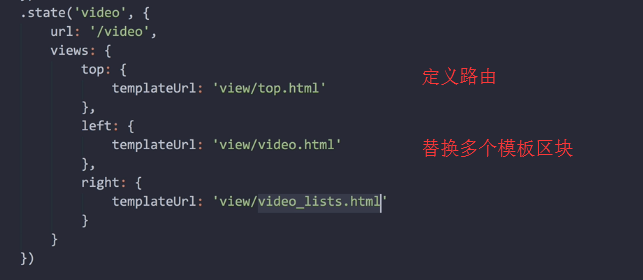 .state('video', {
url: '/video',
views: {
top: {
templateUrl: 'view/top.html'
},
left: {
templateUrl: 'view/video.html'
},
right: {
templateUrl: 'view/video_lists.html'
}
}
})
定义路由
替换多个模板区块